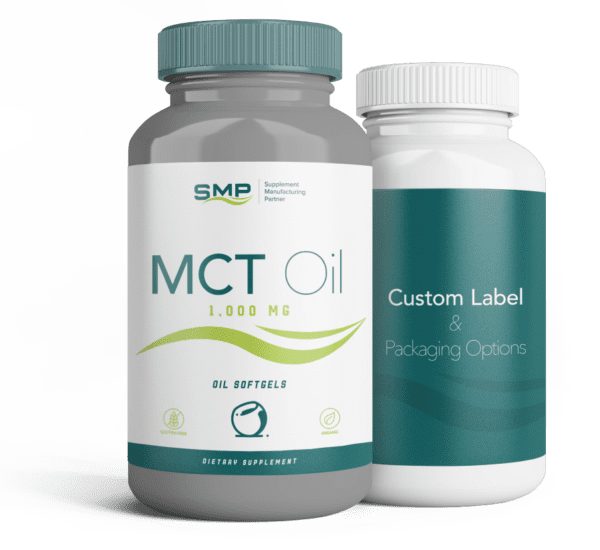 SMP
Supplement
Manufacturing
Partner
MCT Oil
1.000 MG
OIL SOFTGELS
DIETARY SUPPLEMENT
Custom Label
&
Packaging Options